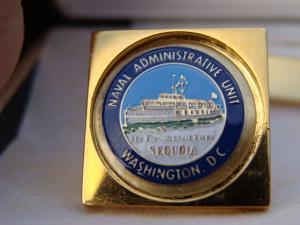 NAVAL ADMINISTRATIVE UNIT
SEQUOIA
WASHINGTON, D.C.